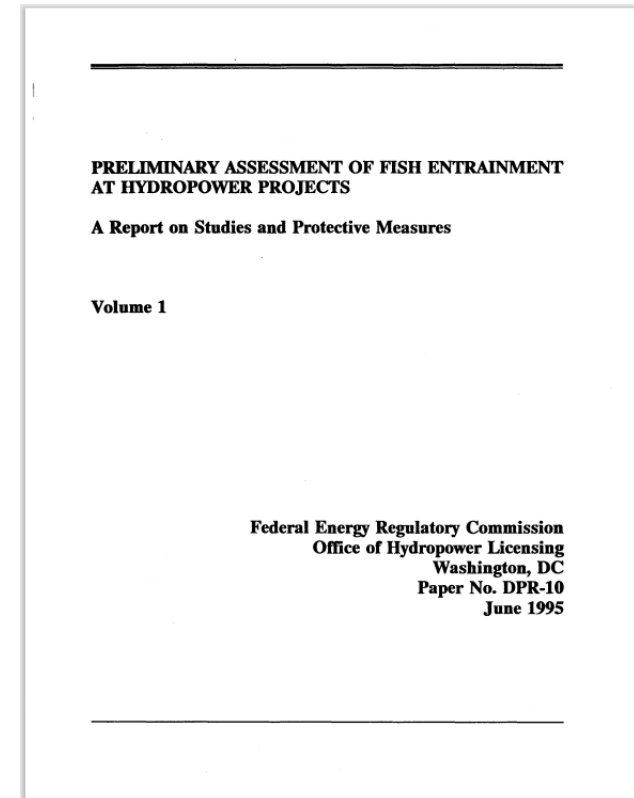 PRELIMINARY ASSESSMENT OF FISH ENTRAINMENT
AT HYDROPOWER PROJECTS
A Report on Studies and Protective Measures
Volume 1
Federal Energy Regulatory Commission
Office of Hydropower Licensing
Washington, DC
Paper No. DPR-10
June 1995